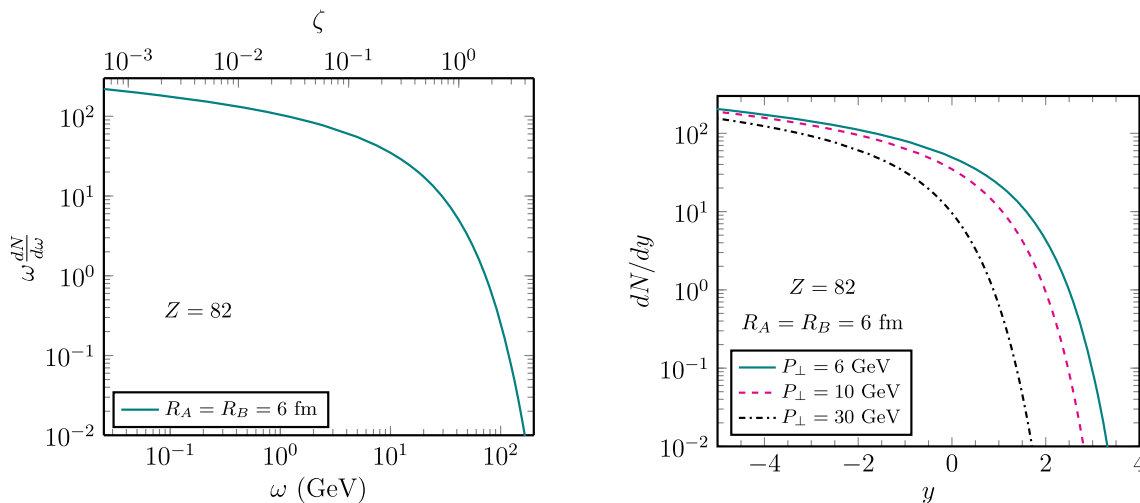 ζ
10^{-3} 10^{-2} 10^{-1} 10^{0}
10^{2}
10^{1}
10^{0}
10^{-1}
10^{-2}
ω dN/dω
Z = 82
R_A = R_B = 6 fm
10^{-1} 10^{0} 10^{1} 10^{2}
ω (GeV)
10^{2}
10^{1}
10^{0}
10^{-1}
10^{-2}
dN/dy
Z = 82
R_A = R_B = 6 fm
P_⊥ = 6 GeV
P_⊥ = 10 GeV
P_⊥ = 30 GeV
−4 −2 0 2 4
y